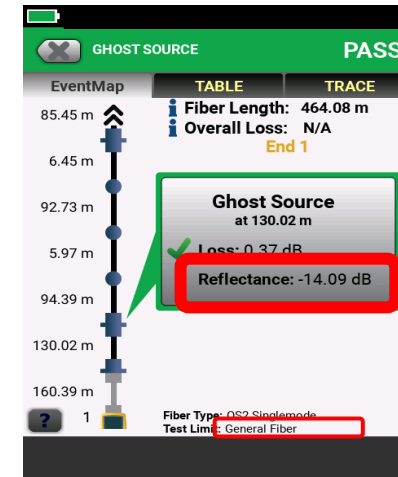 GHOST SOURCE
PASS
EventMap
TABLE
TRACE
85.45 m
Fiber Length: 464.08 m
Overall Loss: N/A
End 1
6.45 m
92.73 m
Ghost Source
at 130.02 m
5.97 m
Loss: 0.37 dB
Reflectance: -14.09 dB
94.39 m
130.02 m
160.39 m
? 1
Fiber Type: OS2 Singlemode
Test Limit: General Fiber